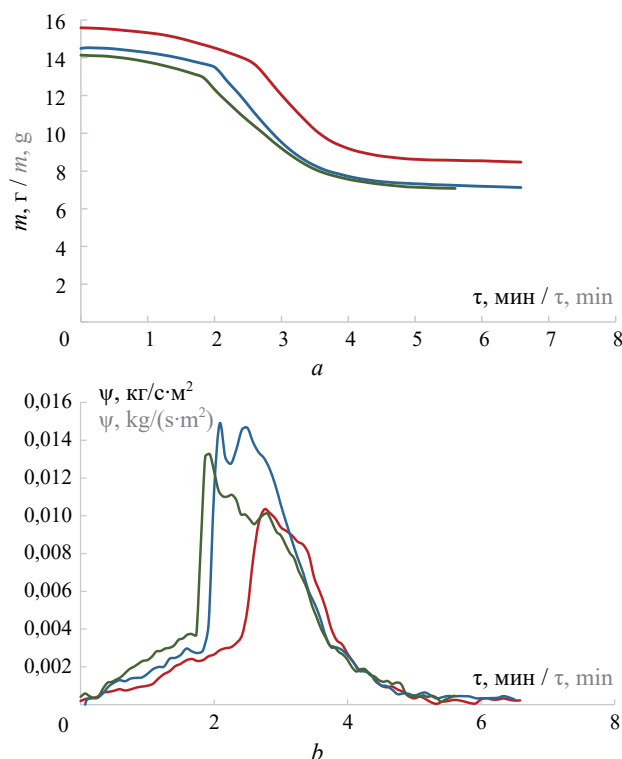 16
14
12
10
8
6
4
2
0
m, г / m, g
τ, мин / τ, min
1 2 3 4 5 6 7 8
a
ψ, кг/с·м²
ψ, kg/(s·m²)
0,016
0,014
0,012
0,010
0,008
0,006
0,004
0,002
0
τ, мин / τ, min
2 4 6 8
b